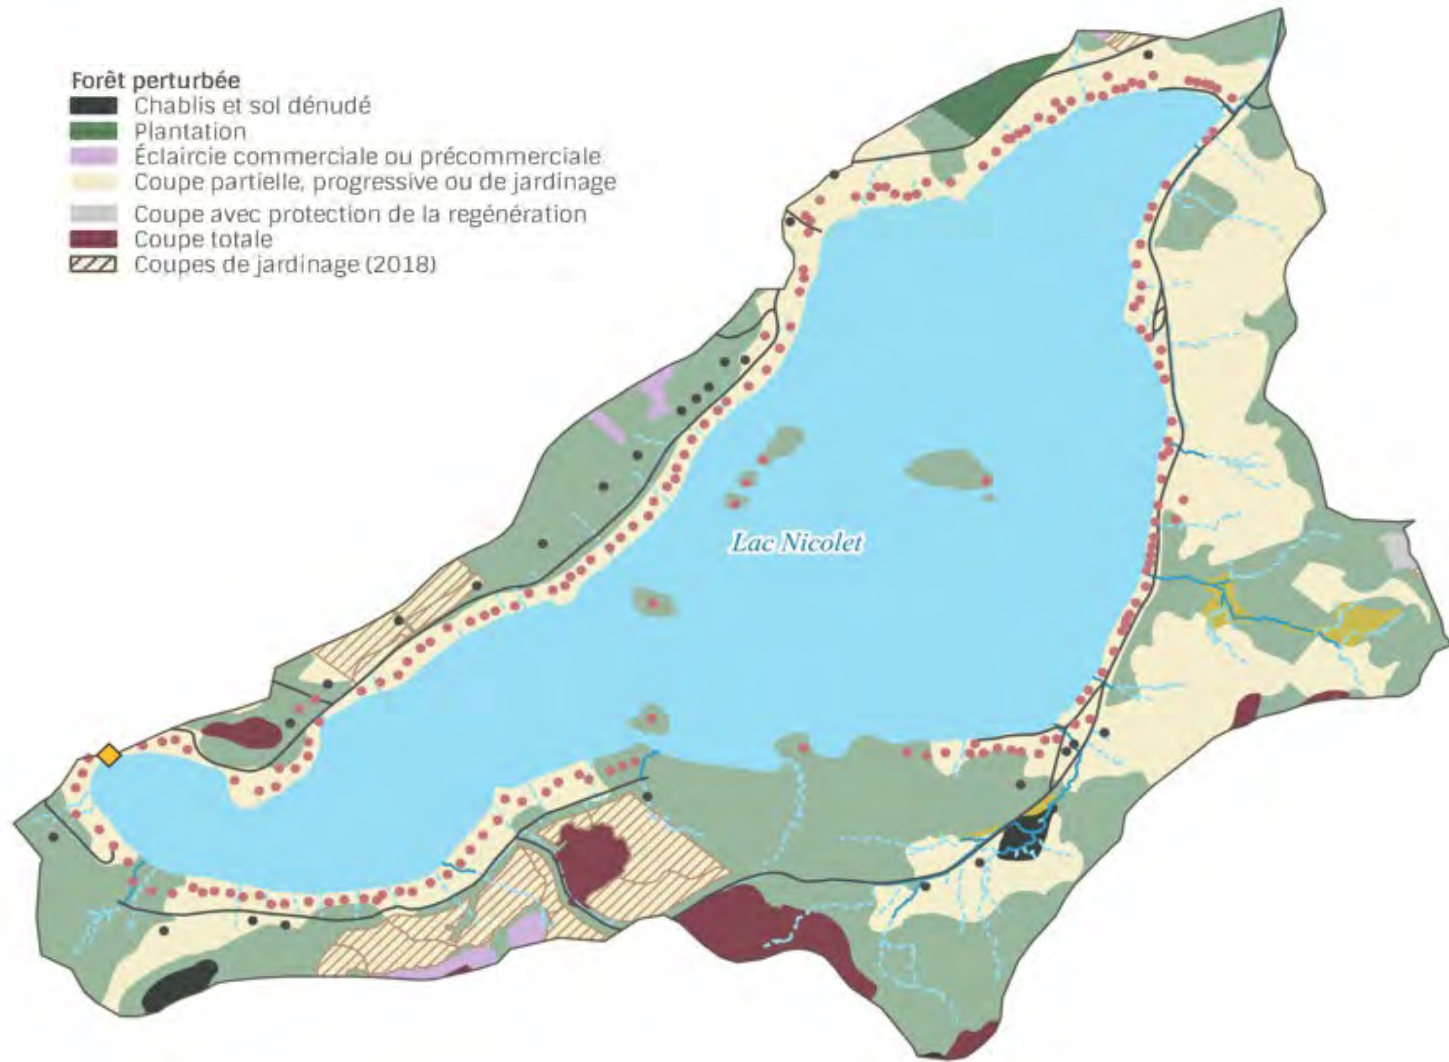 Forêt perturbée
Chablis et sol dénudé
Plantation
Éclaircie commerciale ou précommerciale
Coupe partielle, progressive ou de jardinage
Coupe avec protection de la regénération
Coupe totale
Coupes de jardinage (2018)
Lac Nicolet